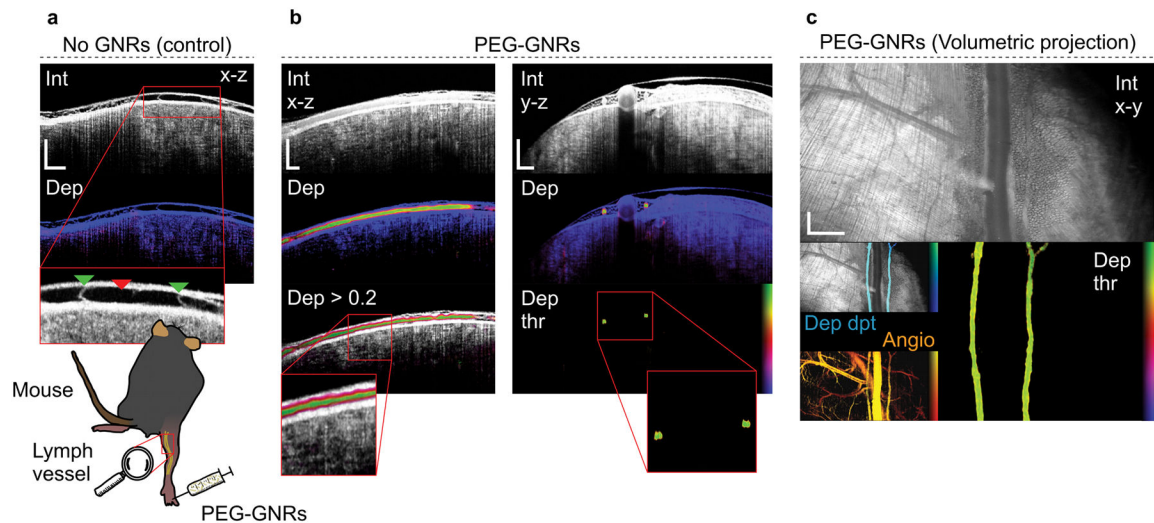 a
No GNRs (control)
Int
x-z
Dep
Mouse
Lymph
vessel
PEG-GNRs
b
PEG-GNRs
Int
x-z
Dep
Dep > 0.2
Int
y-z
Dep
Dep
thr
c
PEG-GNRs (Volumetric projection)
Int
x-y
Dep dpt
Angio
Dep
thr